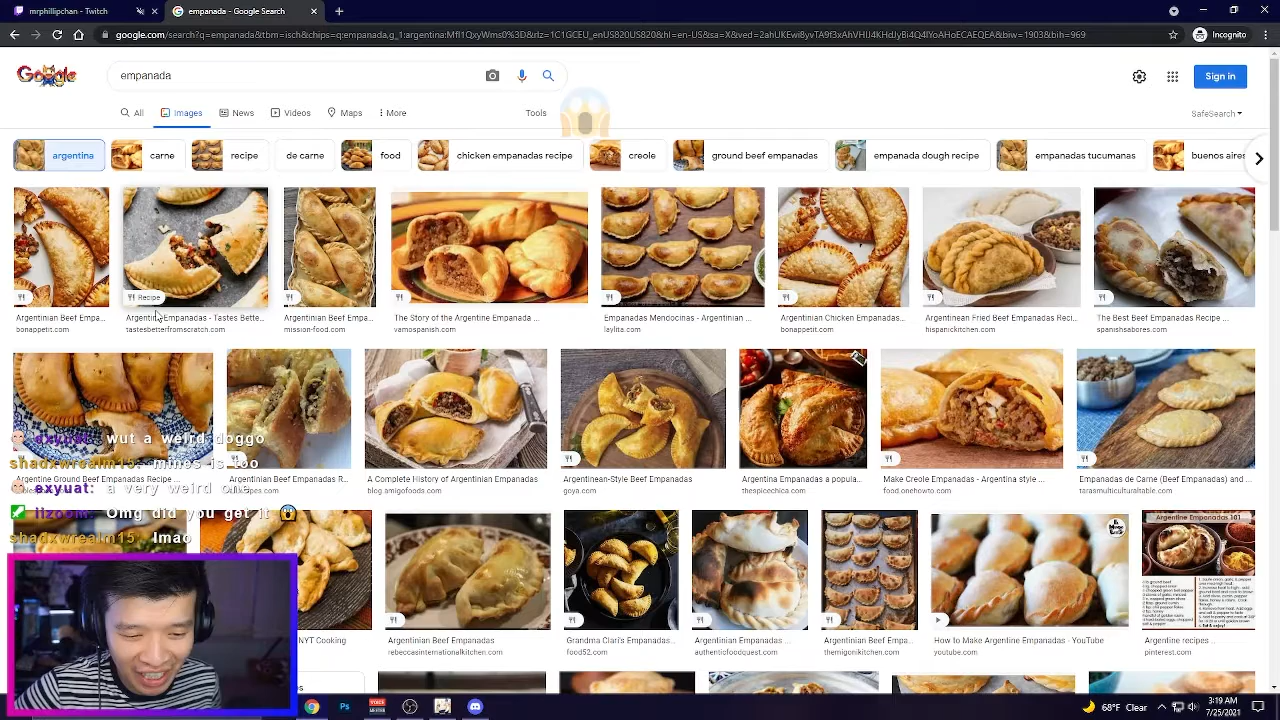 mrphillipchan - Twitch
empanada - Google Search
google.com/search?q=empanada&tbm=isch&chips=q:empanada,g_1:argentina:
Incognito
Google
empanada
Sign in
All
Images
News
Videos
Maps
More
Tools
SafeSearch
argentina
carne
recipe
de carne
food
chicken empanadas recipe
creole
ground beef empanadas
empanada dough recipe
empanadas tucumanas
buenos aires
Recipe
Argentinian Beef Empa...
Argentine Empanadas - Tastes Bette...
Argentinian Beef Empa...
The Story of the Argentine Empanada ...
Empanadas Mendocinas - Argentinian ...
Argentinian Chicken Empanadas...
Argentinean Fried Beef Empanadas Reci...
The Best Beef Empanadas Recipe ...
bonappetit.com
tastesbetterfromscratch.com
mission-food.com
vamospanish.com
laylita.com
bonappetit.com
hispanickitchen.com
spanishsabores.com
exyuat: wut a weird doggo
shadxwrealm15: mines is too
Argentine Ground Beef Empanadas Recipe ...
Argentinian Beef Empanadas R...
A Complete History of Argentinian Empanadas
Argentinean-Style Beef Empanadas
Argentina Empanadas a popula...
Make Creole Empanadas - Argentina style ...
Empanadas de Carne (Beef Empanadas) and ...
blog.amigofoods.com
goya.com
thespicechica.com
food.onehowto.com
tarasmulticulturaltable.com
exyuat: a very weird one
iizoom: Omg did you get it
shadxwrealm15: lmao
Argentine Empanadas 101
NYT Cooking
Argentinian Beef Empanadas
Grandma Clari's Empanadas...
Argentinian Empanadas ...
Argentinian Beef Empa...
How to Make Argentine Empanadas - YouTube
Argentine recipes ...
rebeccasinternationalkitchen.com
food52.com
authenticfoodquest.com
themigonikitchen.com
youtube.com
pinterest.com
Ps
68°F Clear
3:19 AM
7/25/2021